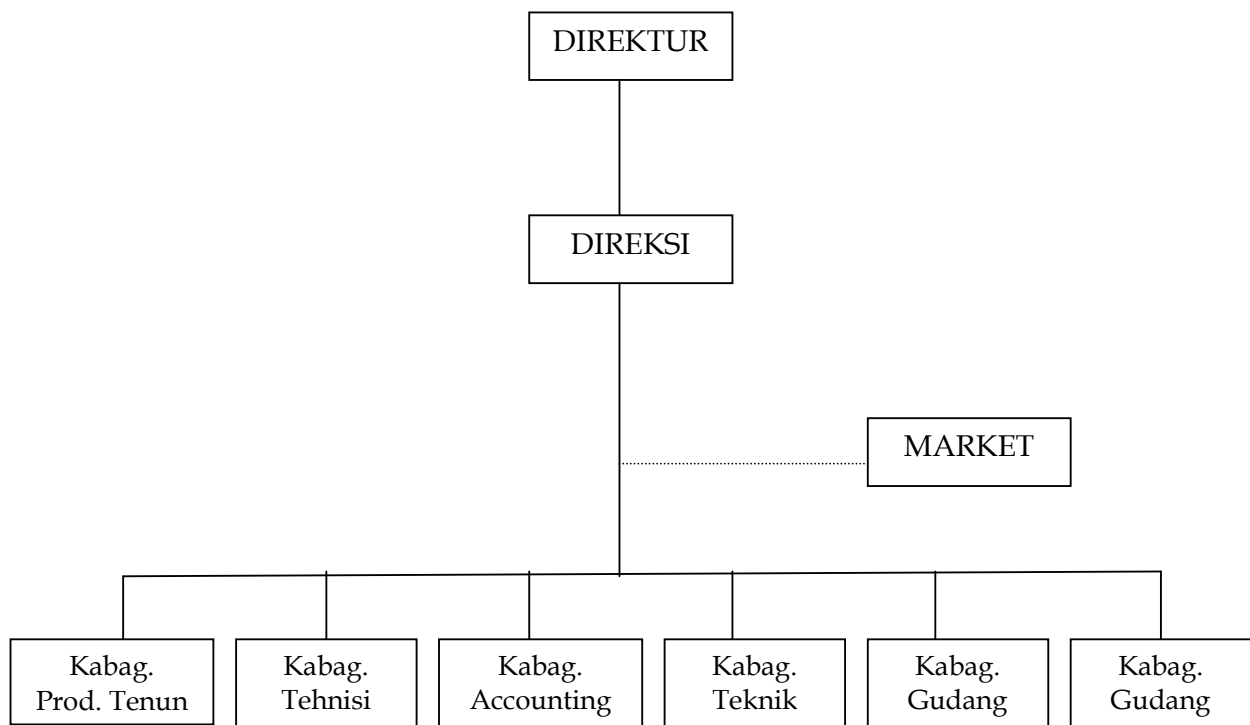 DIREKTUR
DIREKSI
MARKET
Kabag.
Prod. Tenun
Kabag.
Tehnisi
Kabag.
Accounting
Kabag.
Teknik
Kabag.
Gudang
Kabag.
Gudang